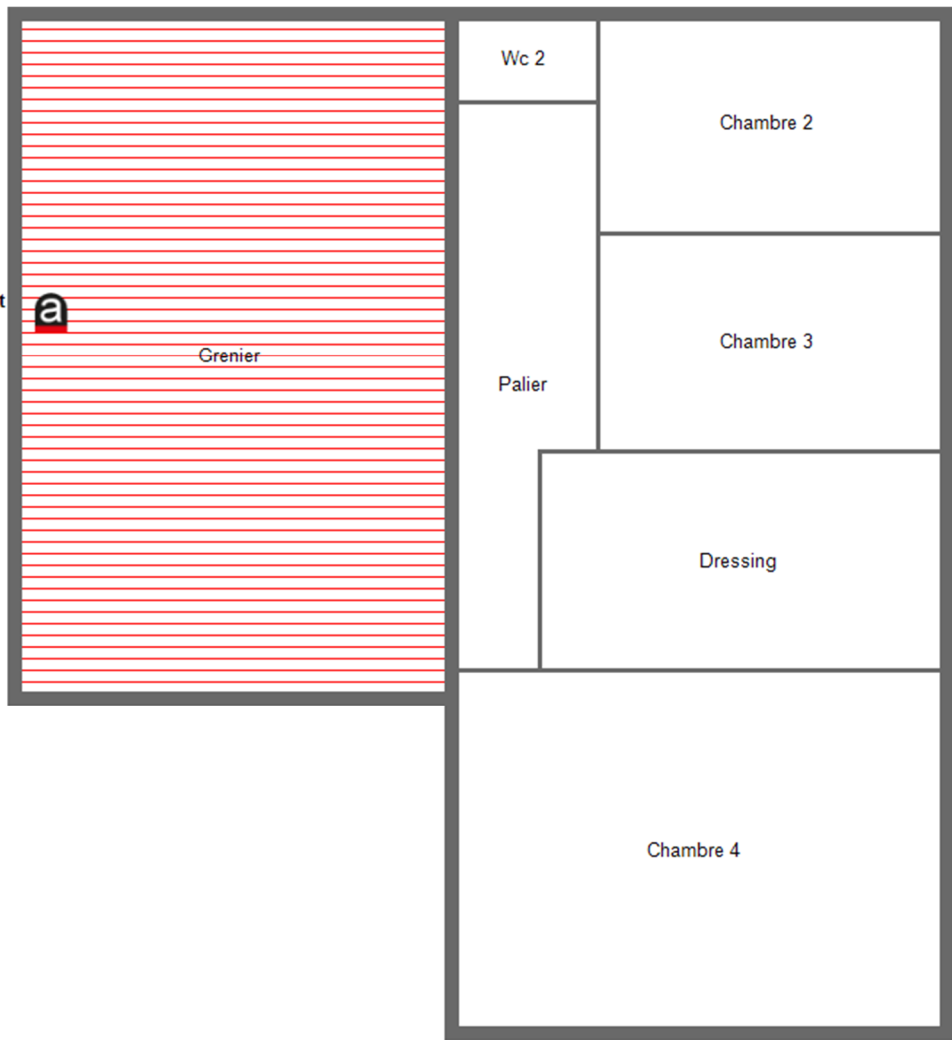 Wc 2
Chambre 2
t
a
Grenier
Chambre 3
Palier
Dressing
Chambre 4